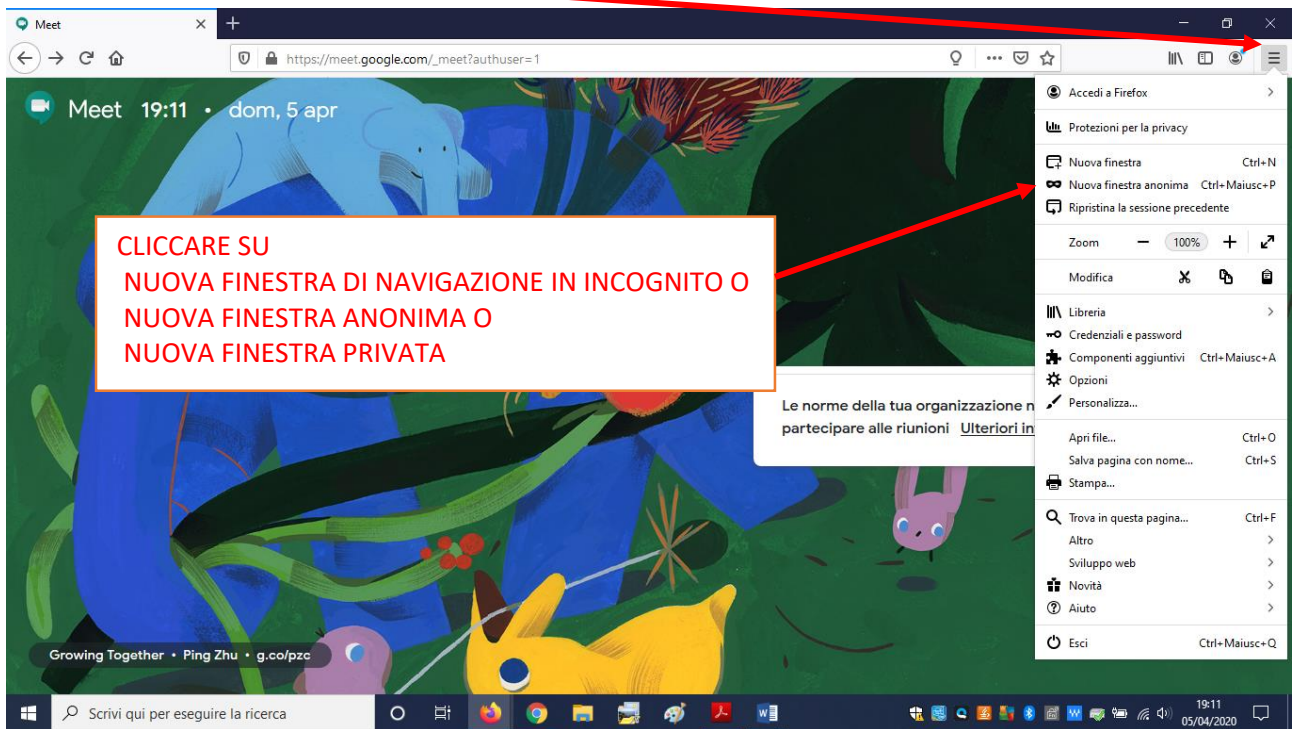 Meet
https://meet.google.com/_meet?authuser=1
Meet 19:11 • dom, 5 apr
CLICCARE SU
NUOVA FINESTRA DI NAVIGAZIONE IN INCOGNITO O
NUOVA FINESTRA ANONIMA O
NUOVA FINESTRA PRIVATA
Le norme della tua organizzazione n
partecipare alle riunioni Ulteriori in
Accedi a Firefox
Protezioni per la privacy
Nuova finestra Ctrl+N
Nuova finestra anonima Ctrl+Maiusc+P
Ripristina la sessione precedente
Zoom 100%
Modifica
Libreria
Credenziali e password
Componenti aggiuntivi Ctrl+Maiusc+A
Opzioni
Personalizza...
Apri file... Ctrl+O
Salva pagina con nome... Ctrl+S
Stampa...
Trova in questa pagina... Ctrl+F
Altro
Sviluppo web
Novità
Aiuto
Esci Ctrl+Maiusc+Q
Growing Together • Ping Zhu • g.co/pzc
Scrivi qui per eseguire la ricerca
19:11
05/04/2020